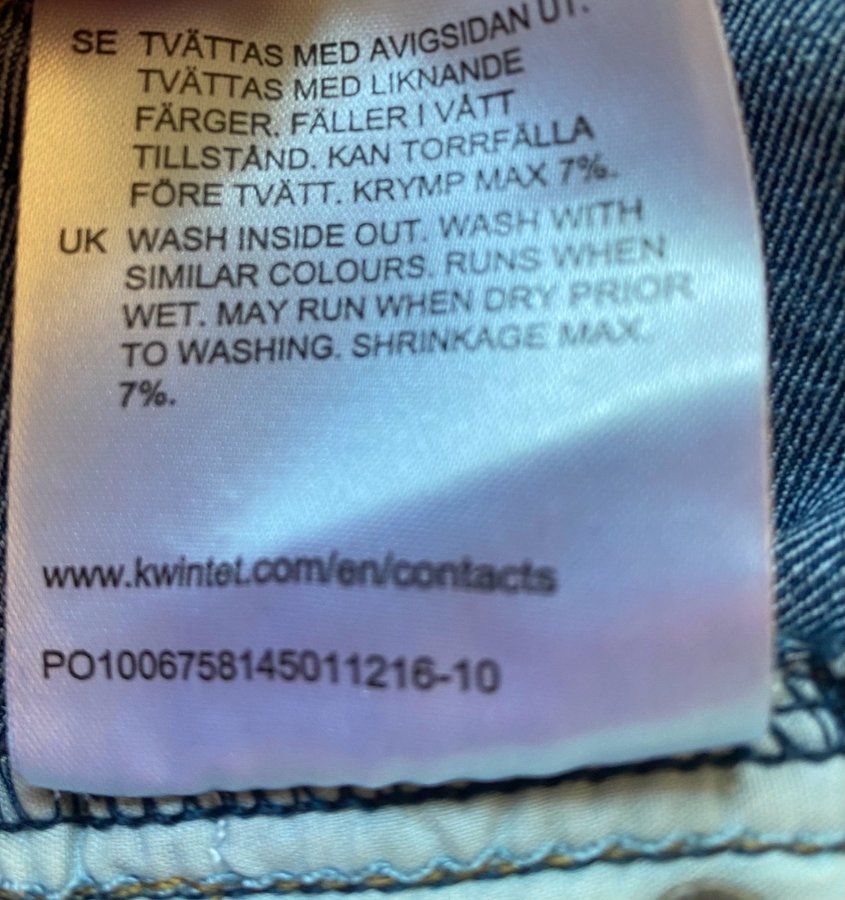 SE TVÄTTAS MED AVIGSIDAN UT.
TVÄTTAS MED LIKNANDE
FÄRGER. FÄLLER I VÅTT
TILLSTÅND. KAN TORRFÄLLA
FÖRE TVÄTT. KRYMP MAX 7%.
UK WASH INSIDE OUT. WASH WITH
SIMILAR COLOURS. RUNS WHEN
WET. MAY RUN WHEN DRY PRIOR
TO WASHING. SHRINKAGE MAX.
7%.
www.kwintet.com/en/contacts
PO1006758145011216-10